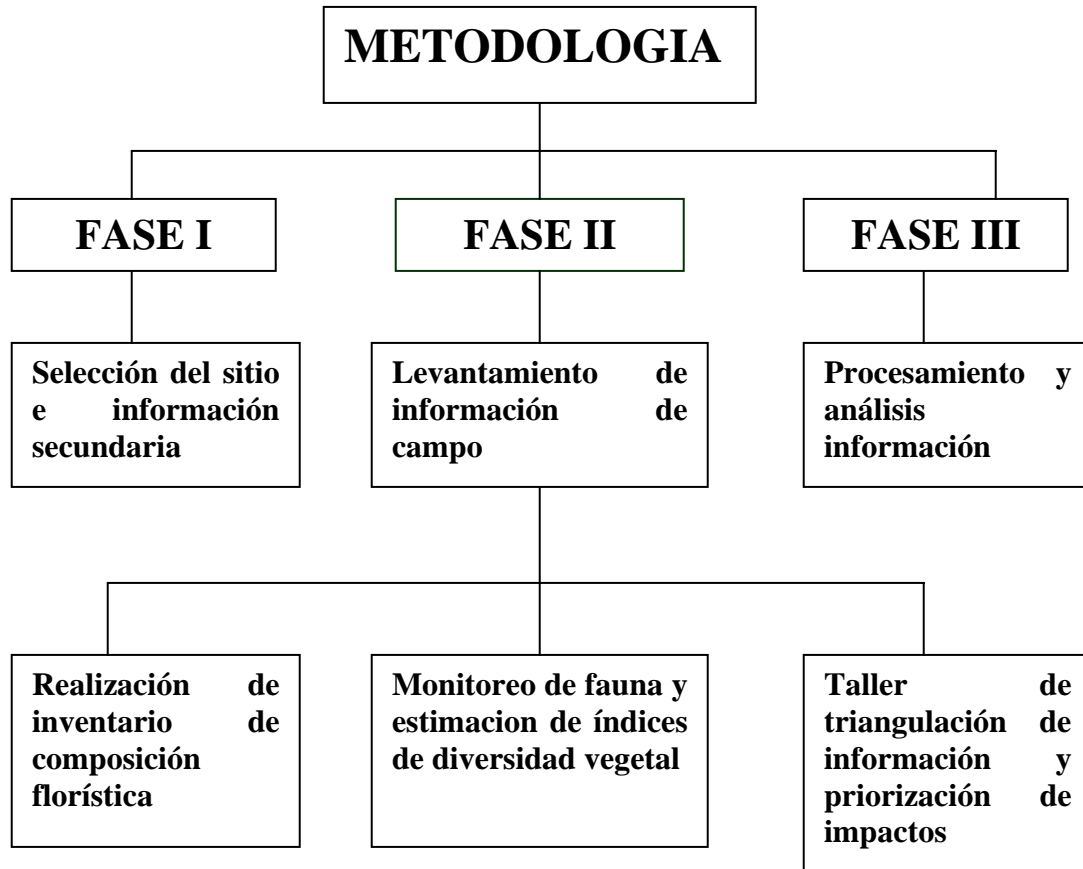 METODOLOGIA
FASE I
FASE II
FASE III
Selección del sitio
e información
secundaria
Levantamiento de
información de
campo
Procesamiento y
análisis
información
Realización de
inventario de
composición
florística
Monitoreo de fauna y
estimacion de índices
de diversidad vegetal
Taller de
triangulación de
información y
priorización de
impactos